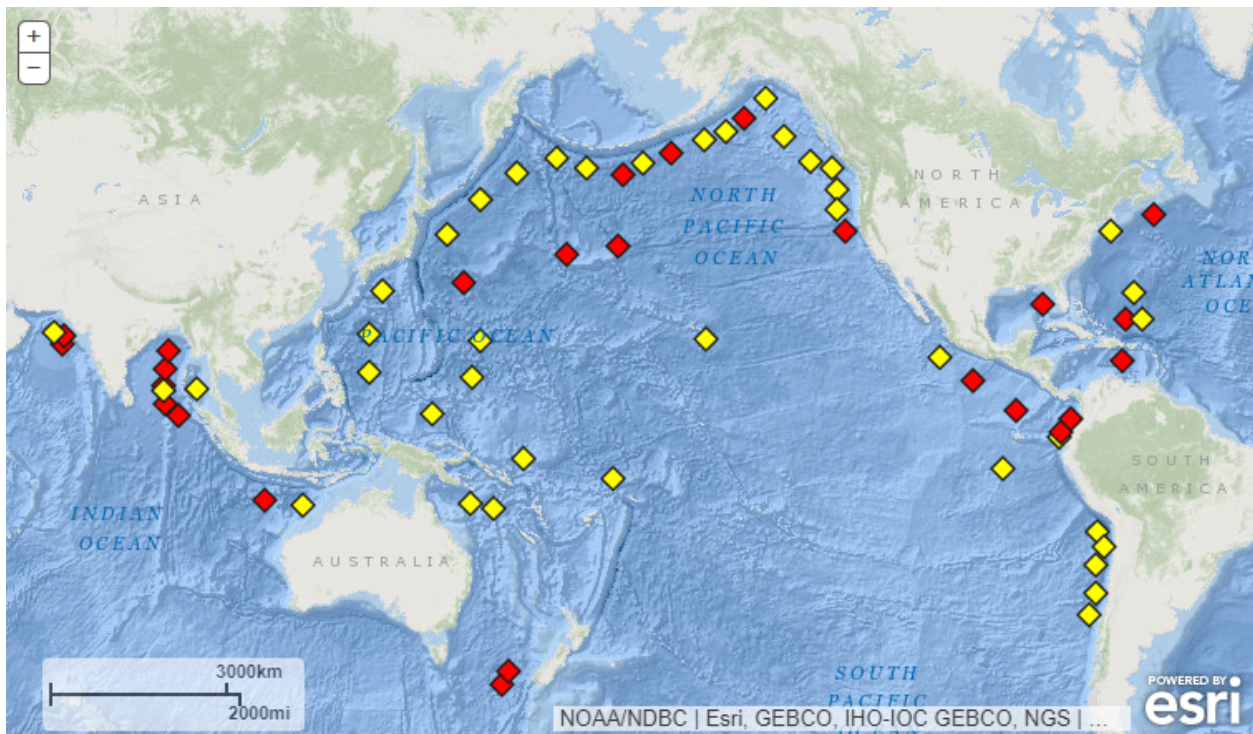 +
−
ASIA
NORTH
AMERICA
NORTH
PACIFIC
OCEAN
NOR
ATLAN
OCE
PACIFIC OCEAN
SOUTH
AMERICA
INDIAN
OCEAN
AUSTRALIA
3000km
2000mi
SOUTH
PACIFIC
NOAA/NDBC | Esri, GEBCO, IHO-IOC GEBCO, NGS | ...
POWERED BY
esri